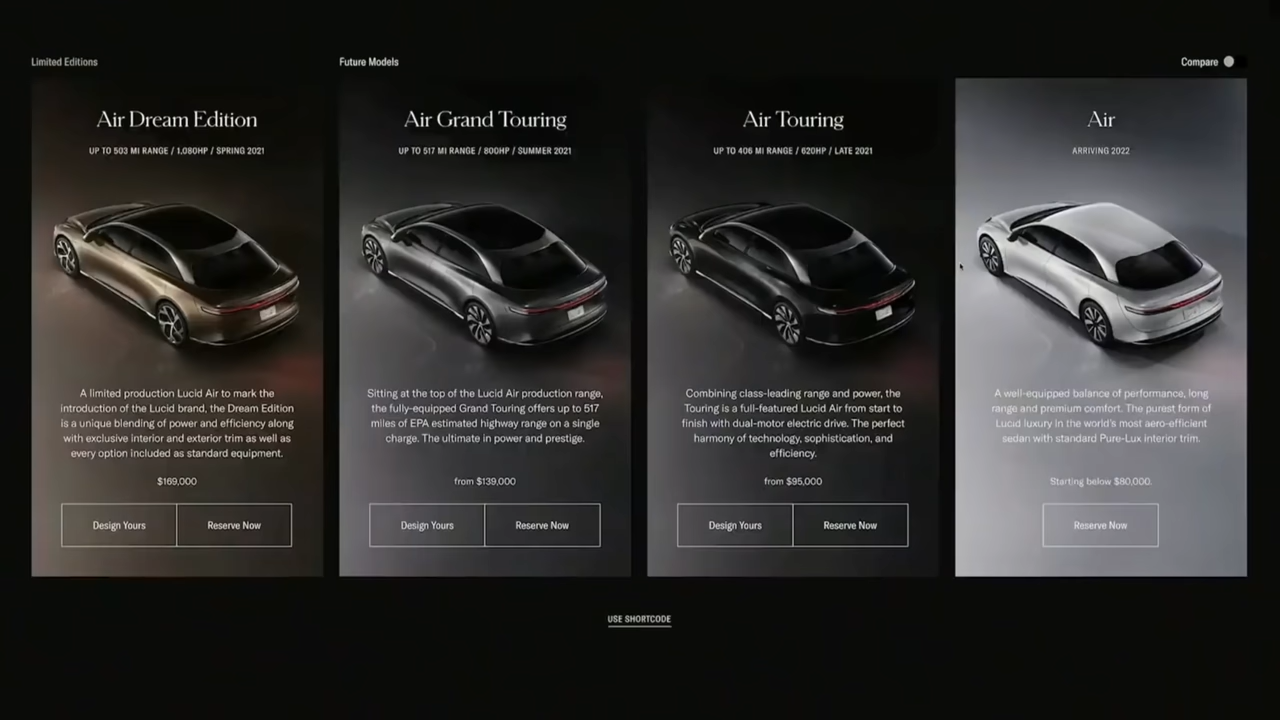 Limited Editions
Future Models
Compare
Air Dream Edition
UP TO 503 MI RANGE / 1,080HP / SPRING 2021
A limited production Lucid Air to mark the
introduction of the Lucid brand, the Dream Edition
is a unique blending of power and efficiency along
with exclusive interior and exterior trim as well as
every option included as standard equipment.
$169,000
Design Yours
Reserve Now
Air Grand Touring
UP TO 517 MI RANGE / 800HP / SUMMER 2021
Sitting at the top of the Lucid Air production range,
the fully-equipped Grand Touring offers up to 517
miles of EPA estimated highway range on a single
charge. The ultimate in power and prestige.
from $139,000
Design Yours
Reserve Now
Air Touring
UP TO 406 MI RANGE / 620HP / LATE 2021
Combining class-leading range and power, the
Touring is a full-featured Lucid Air from start to
finish with dual-motor electric drive. The perfect
harmony of technology, sophistication, and
efficiency.
from $95,000
Design Yours
Reserve Now
Air
ARRIVING 2022
A well-equipped balance of performance, long
range and premium comfort. The purest form of
Lucid luxury in the world's most aero-efficient
sedan with standard Pure-Lux interior trim.
Starting below $80,000.
Reserve Now
USE SHORTCODE